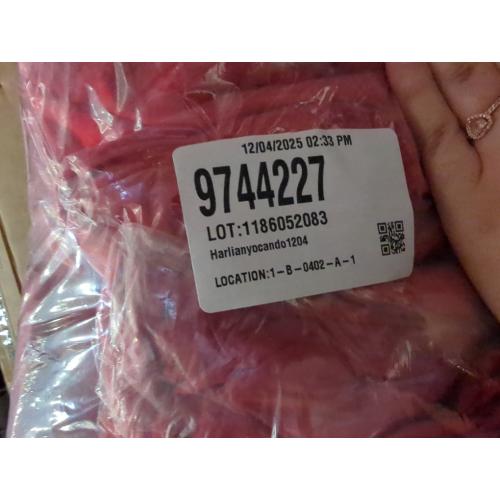 12/04/2025 02:33 PM
9744227
LOT:1186052083
Harlianyocando1204
LOCATION:1-B-0402-A-1